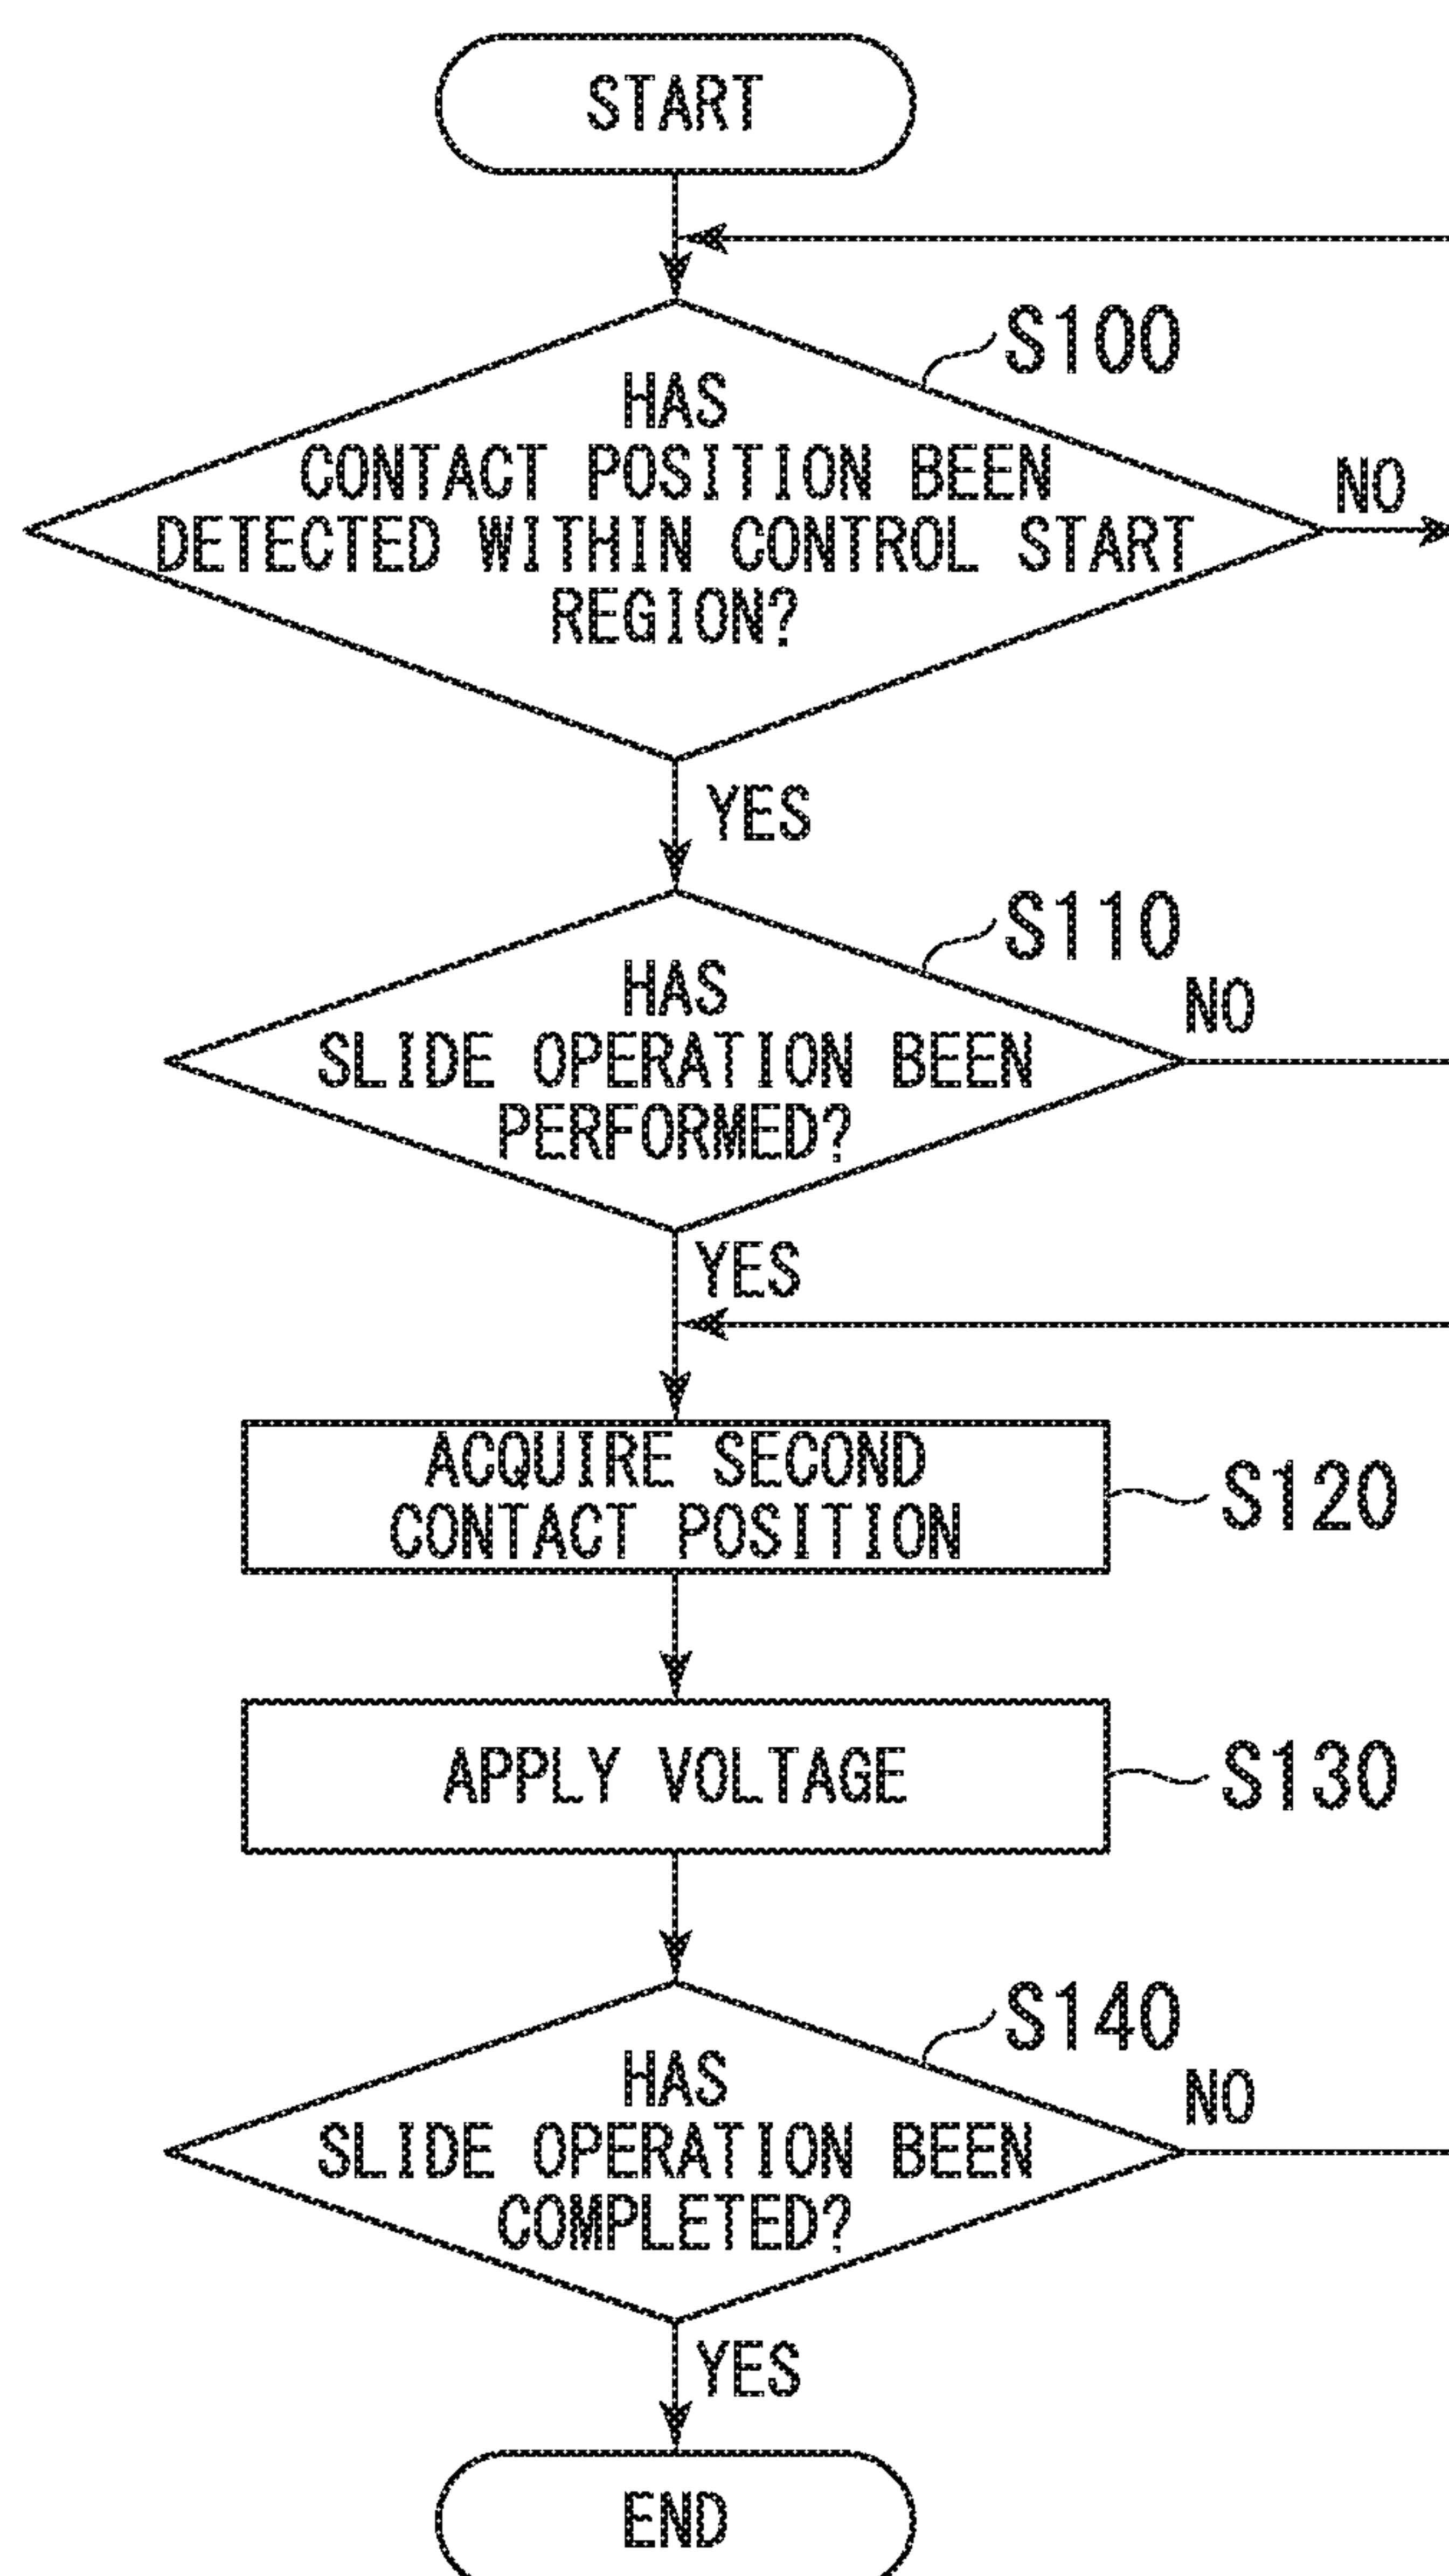 START
S100
HAS
CONTACT POSITION BEEN
DETECTED WITHIN CONTROL START
REGION?
NO
YES
S110
HAS
SLIDE OPERATION BEEN
PERFORMED?
NO
YES
ACQUIRE SECOND
CONTACT POSITION
S120
APPLY VOLTAGE
S130
S140
HAS
SLIDE OPERATION BEEN
COMPLETED?
NO
YES
END